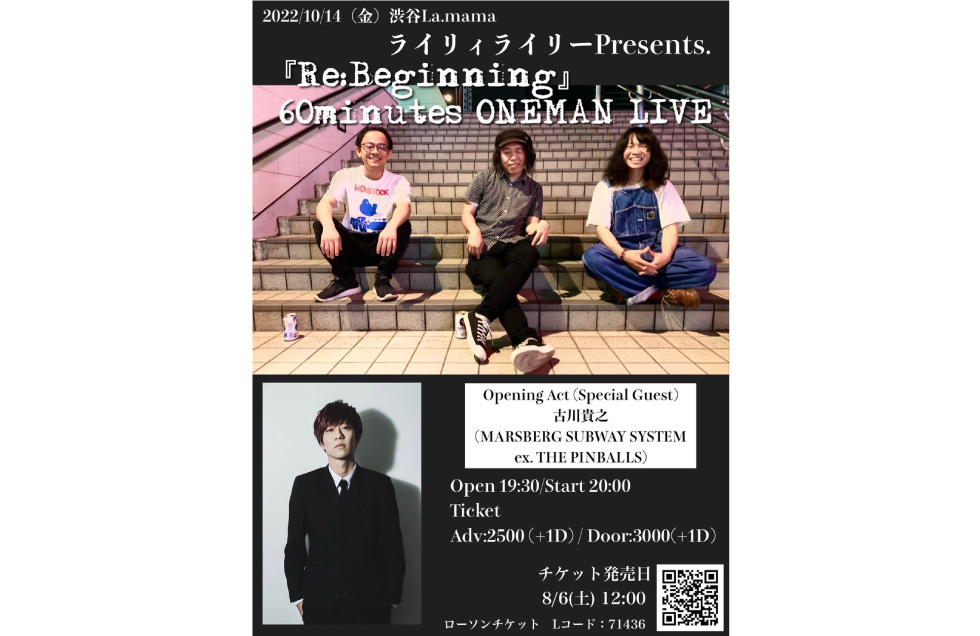 2022/10/14（金）渋谷La.mama
ライリィライリーPresents.
『Re:Beginning』
60minutes ONEMAN LIVE
WOODSTOCK
Opening Act（Special Guest）
古川貴之
（MARSBERG SUBWAY SYSTEM
ex. THE PINBALLS）
Open 19:30/Start 20:00
Ticket
Adv:2500（+1D）/ Door:3000(+1D）
チケット発売日
8/6(土) 12:00
ローソンチケット　Lコード：71436